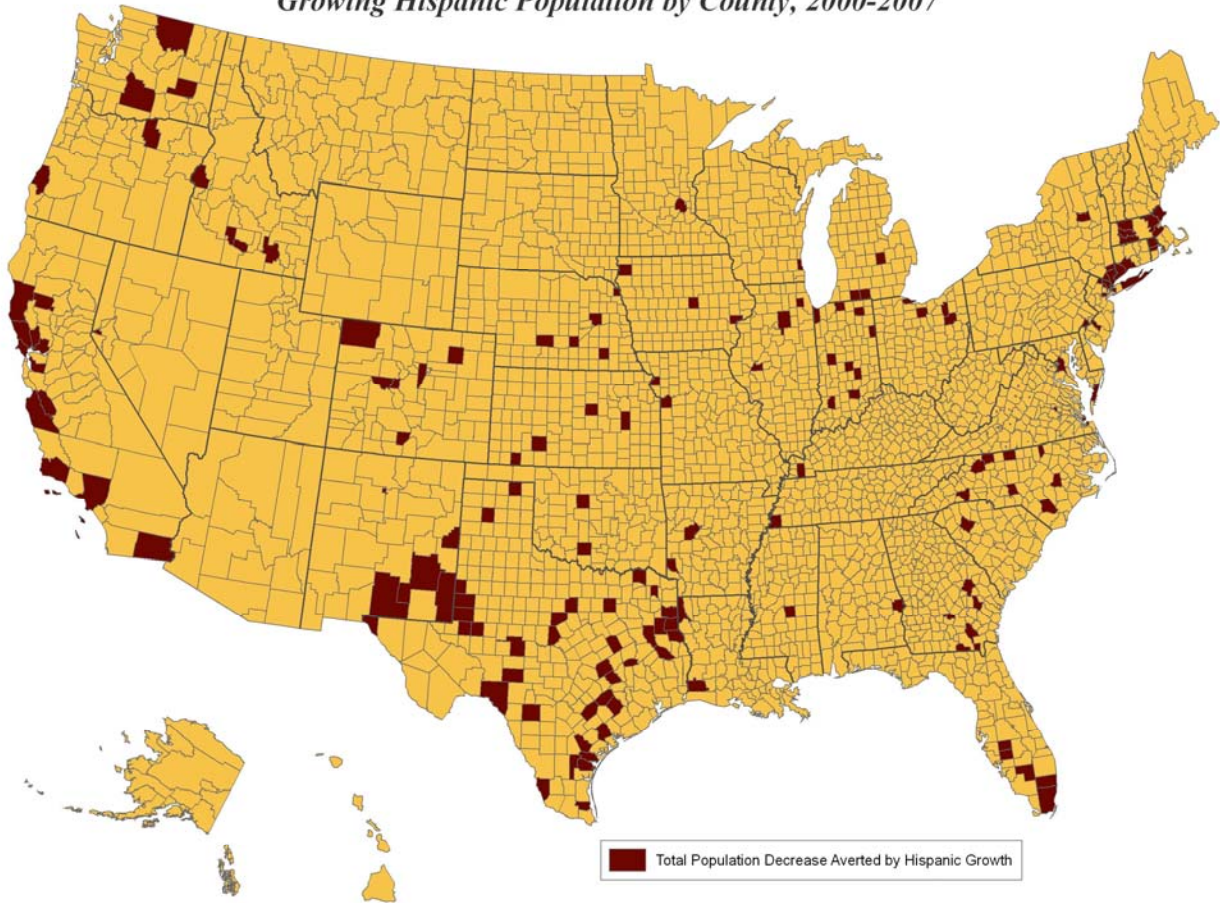 Growing Hispanic Population by County, 2000-2007
Total Population Decrease Averted by Hispanic Growth